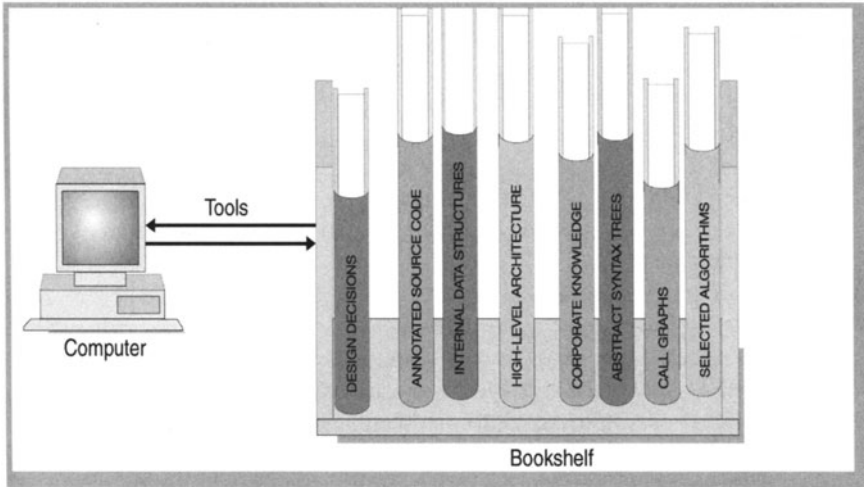 Tools
Computer
DESIGN DECISIONS
ANNOTATED SOURCE CODE
INTERNAL DATA STRUCTURES
HIGH-LEVEL ARCHITECTURE
CORPORATE KNOWLEDGE
ABSTRACT SYNTAX TREES
CALL GRAPHS
SELECTED ALGORITHMS
Bookshelf